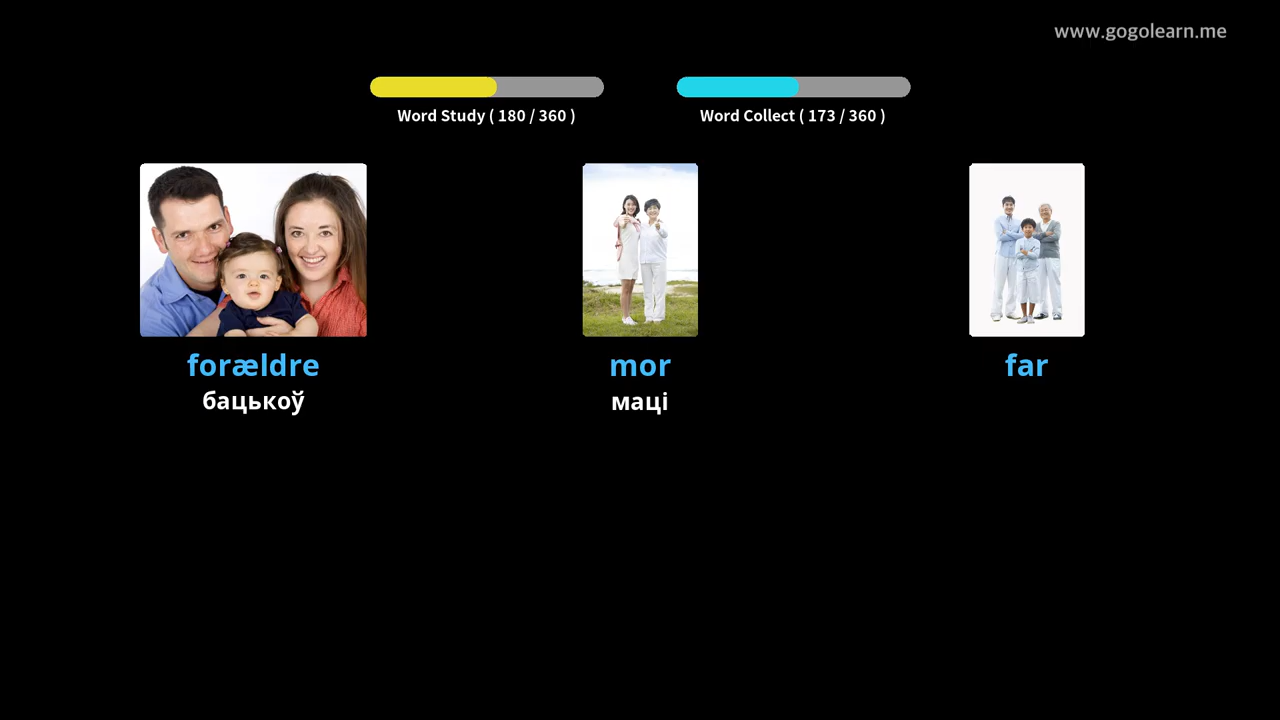 www.gogolearn.me
Word Study ( 180 / 360 )
Word Collect ( 173 / 360 )
forældre
mor
far
бацькоў
маці